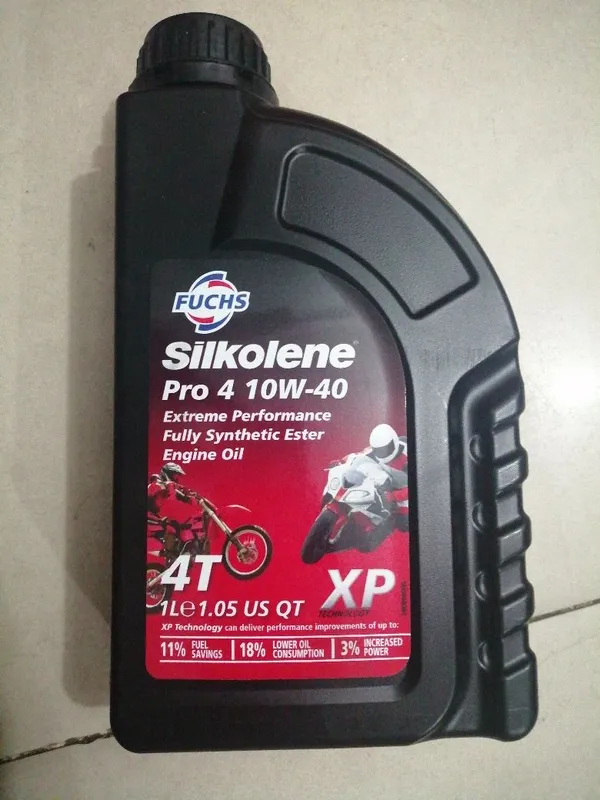 FUCHS
Silkolene®
Pro 4 10W-40
Extreme Performance
Fully Synthetic Ester
Engine Oil
4T
XP
TECHNOLOGY
1L℮1.05 US QT
XP Technology can deliver performance improvements of up to:
11% FUEL SAVINGS | 18% LOWER OIL CONSUMPTION | 3% INCREASED POWER